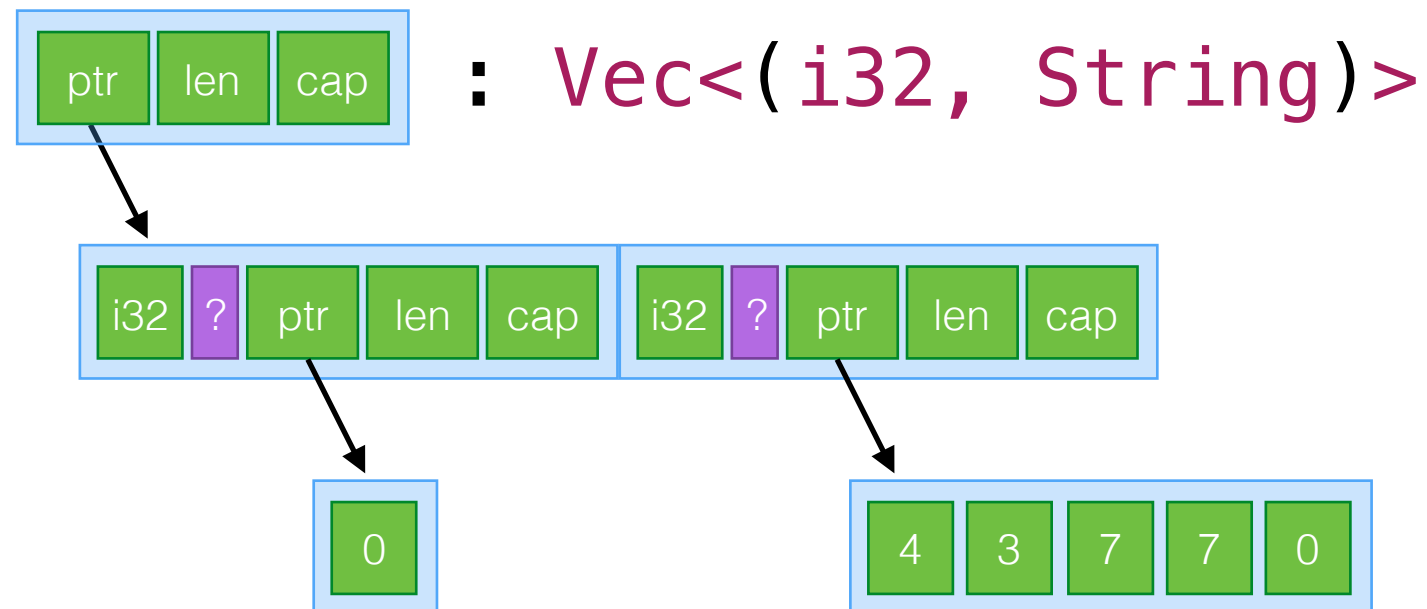 ptr len cap : Vec<(i32, String)>
i32 ? ptr len cap i32 ? ptr len cap
0 4 3 7 7 0